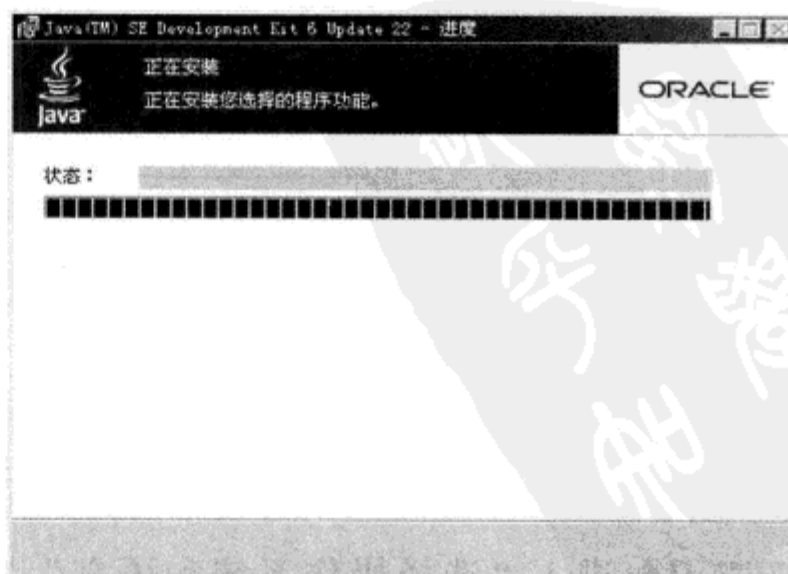 Java(TM) SE Development Kit 6 Update 22 - 进度
正在安装
正在安装您选择的程序功能。
Java
ORACLE
状态：